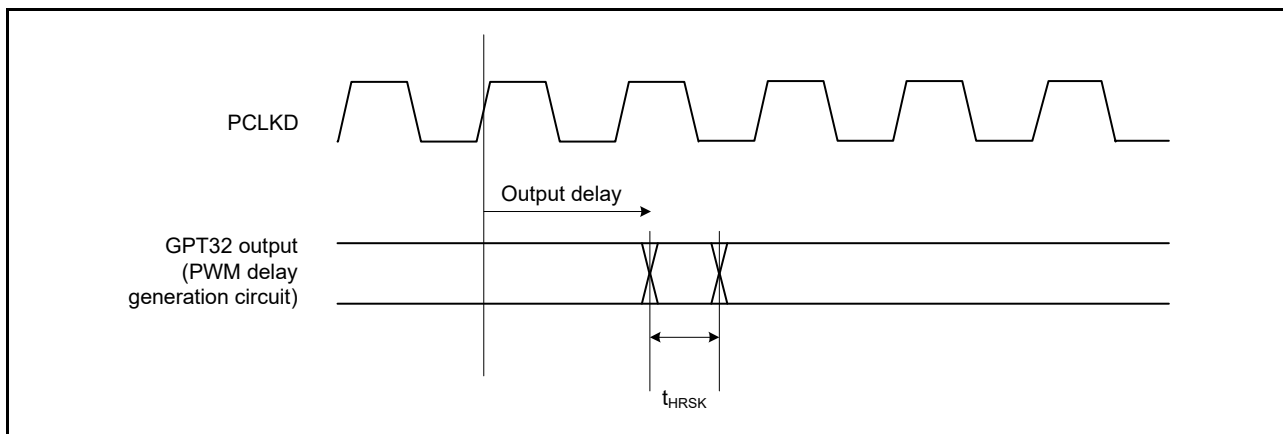 PCLKD
Output delay
GPT32 output
(PWM delay
generation circuit)
tHRSK